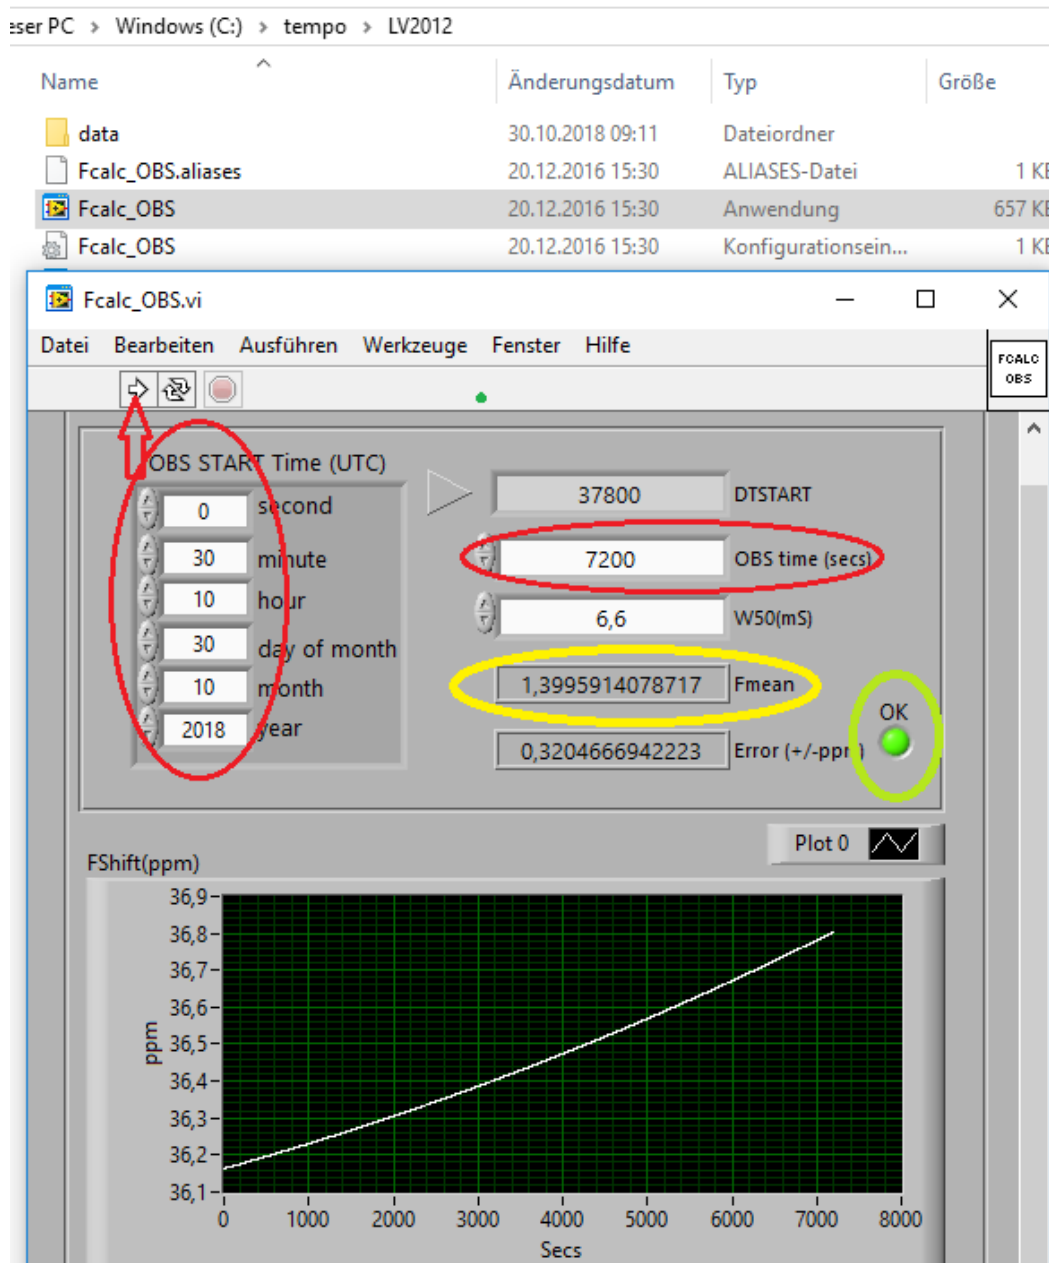 eser PC > Windows (C:) > tempo > LV2012
Name Änderungsdatum Typ Größe
data 30.10.2018 09:11 Dateiordner
Fcalc_OBS.aliases 20.12.2016 15:30 ALIASES-Datei 1 KB
Fcalc_OBS 20.12.2016 15:30 Anwendung 657 KB
Fcalc_OBS 20.12.2016 15:30 Konfigurationsein... 1 KB
Fcalc_OBS.vi
Datei Bearbeiten Ausführen Werkzeuge Fenster Hilfe
FCALC
OBS
OBS START Time (UTC)
0 second
30 minute
10 hour
30 day of month
10 month
2018 year
37800 DTSTART
7200 OBS time (secs)
6,6 W50(mS)
1,3995914078717 Fmean
0,3204666942223 Error (+/-ppm)
OK
Plot 0
FShift(ppm)
36,9
36,8
36,7
36,6
36,5
36,4
36,3
36,2
36,1
ppm
0 1000 2000 3000 4000 5000 6000 7000 8000
Secs